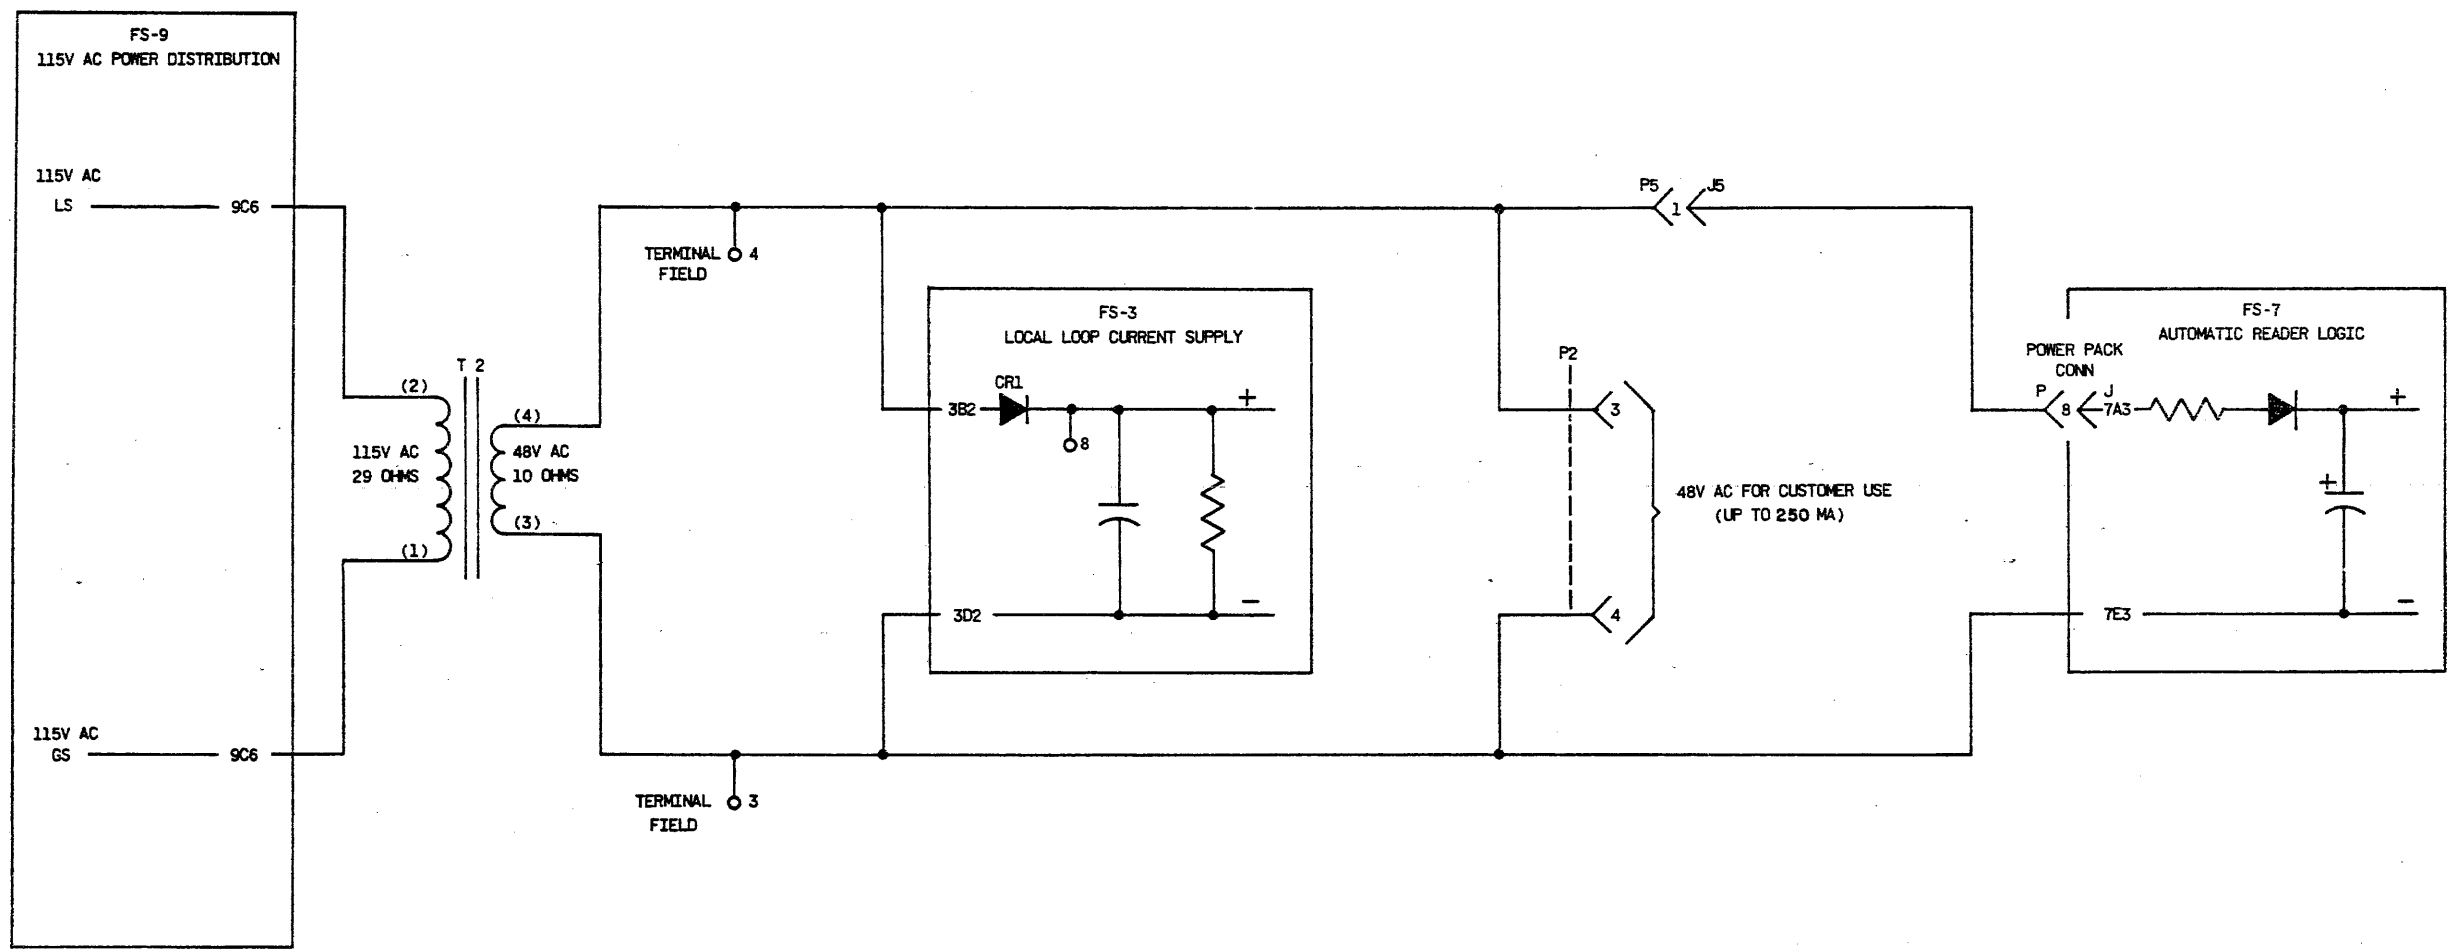 FS-9
115V AC POWER DISTRIBUTION
115V AC
LS
9C6
115V AC
GS
9C6
T 2
(2)
115V AC
29 OHMS
(1)
(4)
48V AC
10 OHMS
(3)
TERMINAL
FIELD
4
TERMINAL
FIELD
3
FS-3
LOCAL LOOP CURRENT SUPPLY
CR1
3B2
+
8
3D2
−
P5
J5
1
P2
3
4
48V AC FOR CUSTOMER USE
(UP TO 250 MA)
FS-7
AUTOMATIC READER LOGIC
POWER PACK
CONN
P
J
8
7A3
+
+
7E3
−